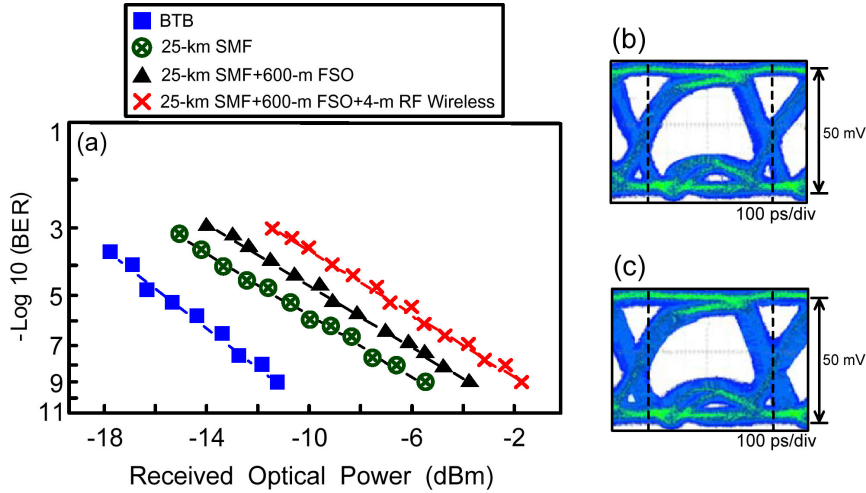 BTB
25-km SMF
25-km SMF+600-m FSO
25-km SMF+600-m FSO+4-m RF Wireless
(a)
1
3
5
7
9
11
-Log 10 (BER)
-18
-14
-10
-6
-2
Received Optical Power (dBm)
(b)
50 mV
100 ps/div
(c)
50 mV
100 ps/div